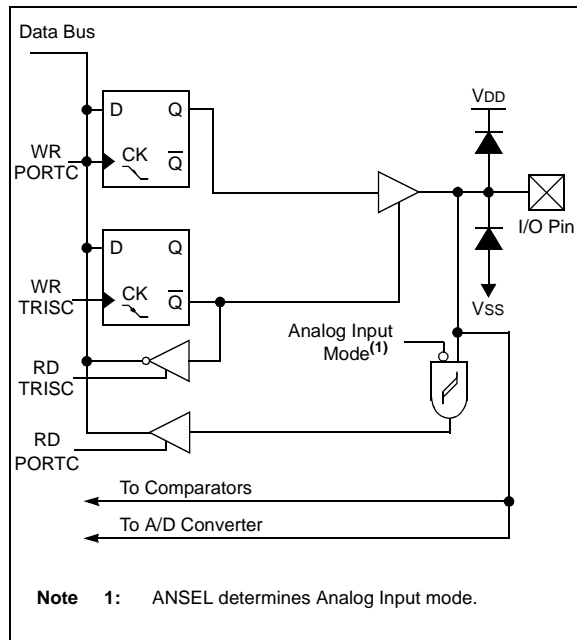 Data Bus
D Q
WR
PORTC
CK Q̅
VDD
I/O Pin
D Q
WR
TRISC
CK Q̅
VSS
Analog Input
Mode(1)
RD
TRISC
RD
PORTC
To Comparators
To A/D Converter
Note 1: ANSEL determines Analog Input mode.